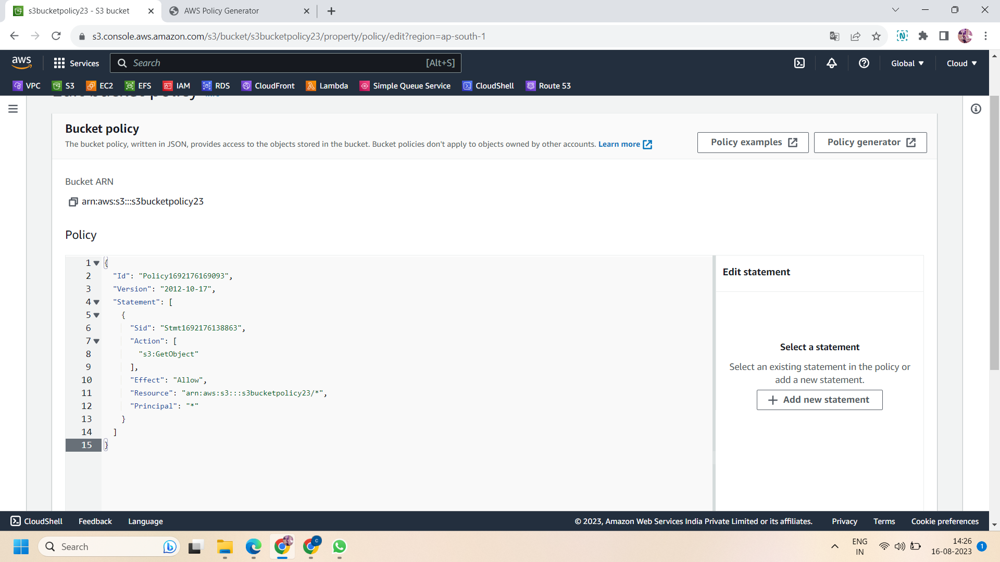 s3bucketpolicy23 - S3 bucket
AWS Policy Generator
s3.console.aws.amazon.com/s3/bucket/s3bucketpolicy23/property/policy/edit?region=ap-south-1
aws
Services
Search
[Alt+S]
Global
Cloud
VPC
S3
EC2
EFS
IAM
RDS
CloudFront
Lambda
Simple Queue Service
CloudShell
Route 53
Edit bucket policy Info
Bucket policy
The bucket policy, written in JSON, provides access to the objects stored in the bucket. Bucket policies don't apply to objects owned by other accounts. Learn more
Policy examples
Policy generator
Bucket ARN
arn:aws:s3:::s3bucketpolicy23
Policy
1 {
2 "Id": "Policy1692176169093",
3 "Version": "2012-10-17",
4 "Statement": [
5 {
6 "Sid": "Stmt1692176138863",
7 "Action": [
8 "s3:GetObject"
9 ],
10 "Effect": "Allow",
11 "Resource": "arn:aws:s3:::s3bucketpolicy23/*",
12 "Principal": "*"
13 }
14 ]
15 }
Edit statement
Select a statement
Select an existing statement in the policy or
add a new statement.
Add new statement
CloudShell
Feedback
Language
© 2023, Amazon Web Services India Private Limited or its affiliates.
Privacy
Terms
Cookie preferences
Search
C
ENG
IN
14:26
16-08-2023
1